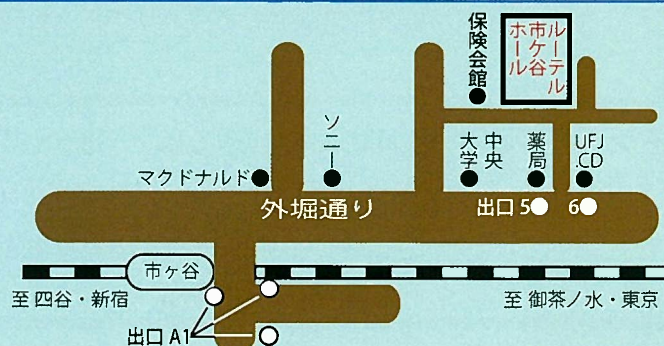 ルーテル
市ケ谷
ホール
保険会館
ソニー
マクドナルド
中央
大学
薬局
UFJ
.CD
外堀通り
出口 5
6
市ヶ谷
至 四谷・新宿
至 御茶ノ水・東京
出口 A1